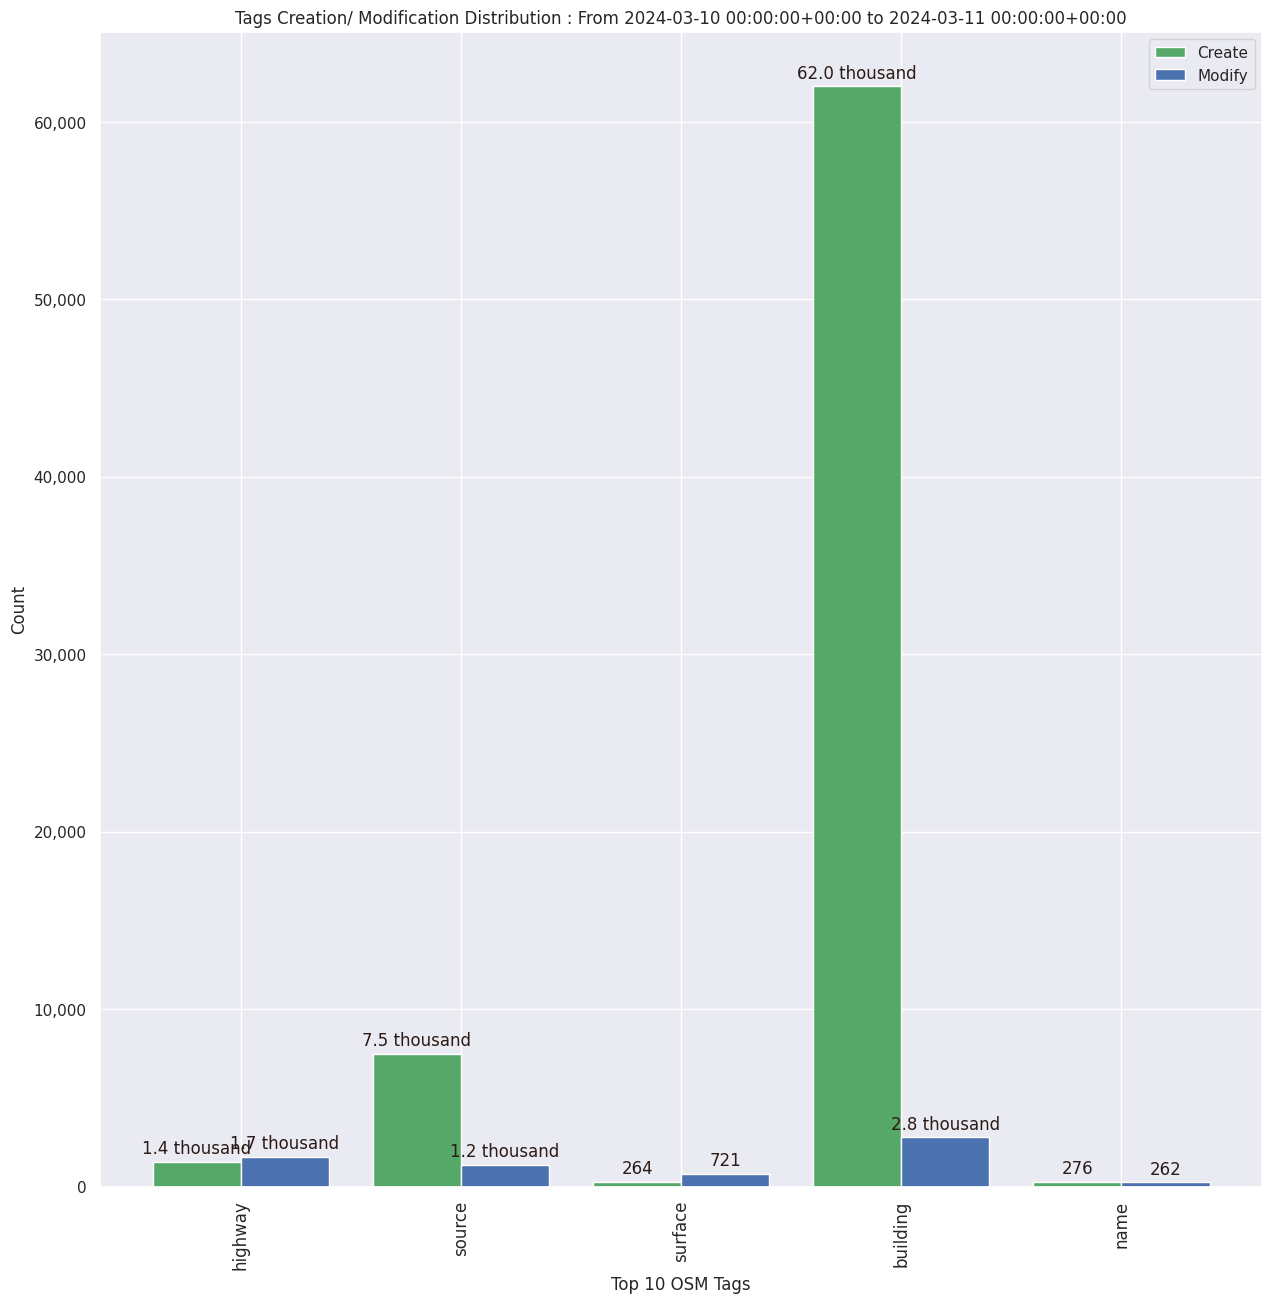 Tags Creation/ Modification Distribution : From 2024-03-10 00:00:00+00:00 to 2024-03-11 00:00:00+00:00
Create
Modify
62.0 thousand
60,000
50,000
40,000
Count
30,000
20,000
10,000
7.5 thousand
2.8 thousand
1.4 thousand
1.7 thousand
1.2 thousand
264
721
276
262
0
highway
source
surface
building
name
Top 10 OSM Tags